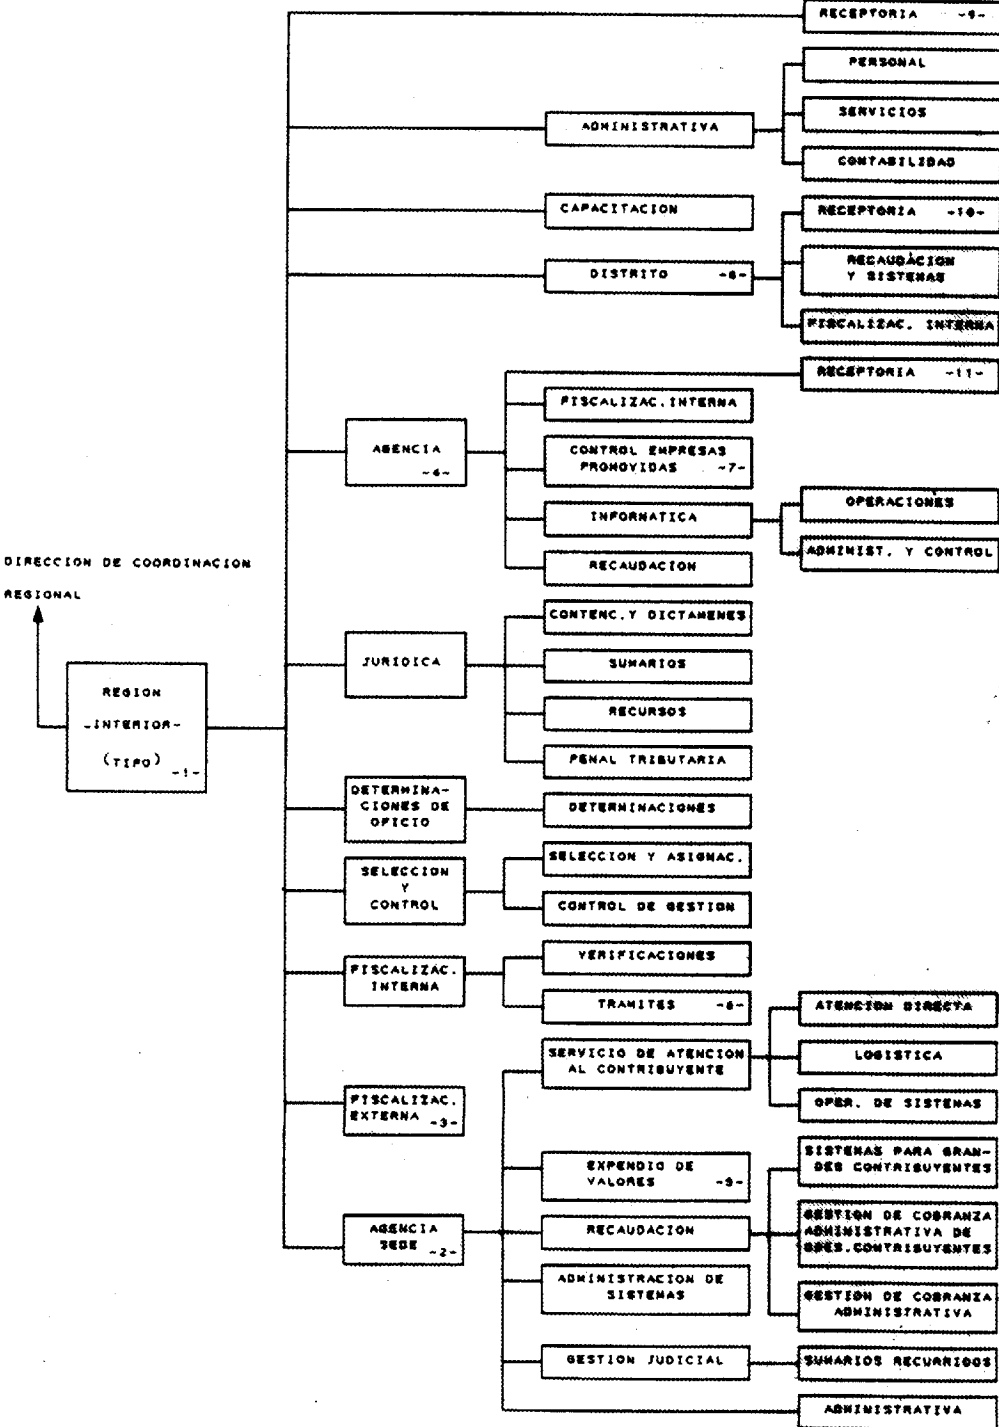 RECEPTORIA -9-
PERSONAL
SERVICIOS
ADMINISTRATIVA
CONTABILIDAD
CAPACITACION
RECEPTORIA -10-
RECAUDACION
Y SISTEMAS
DISTRITO
FISCALIZAC. INTERNA
RECEPTORIA -11-
FISCALIZAC.INTERNA
AGENCIA
CONTROL EMPRESAS
PROMOVIDAS -7-
OPERACIONES
INFORMATICA
ADMINIST. Y CONTROL
RECAUDACION
DIRECCION DE COORDINACION
REGIONAL
CONTENC.Y DICTAMENES
JURIDICA
SUMARIOS
RECURSOS
PENAL TRIBUTARIA
REGION
-INTERIOR-
(TIPO) -1-
DETERMINA-
CIONES DE
OFICIO
DETERMINACIONES
SELECCION
Y
CONTROL
SELECCION Y ASIGNAC.
CONTROL DE GESTION
FISCALIZAC.
INTERNA
VERIFICACIONES
TRAMITES
SERVICIO DE ATENCION
AL CONTRIBUYENTE
ATENCION DIRECTA
LOGISTICA
OPER. DE SISTEMAS
FISCALIZAC.
EXTERNA -3-
EXPENDIO DE
VALORES
SISTEMAS PARA GRAN-
DES CONTRIBUYENTES
AGENCIA
SEDE -2-
RECAUDACION
GESTION DE COBRANZA
ADMINISTRATIVA DE
GDES.CONTRIBUYENTES
ADMINISTRACION DE
SISTEMAS
GESTION DE COBRANZA
ADMINISTRATIVA
GESTION JUDICIAL
SUMARIOS RECURRIDOS
ADMINISTRATIVA